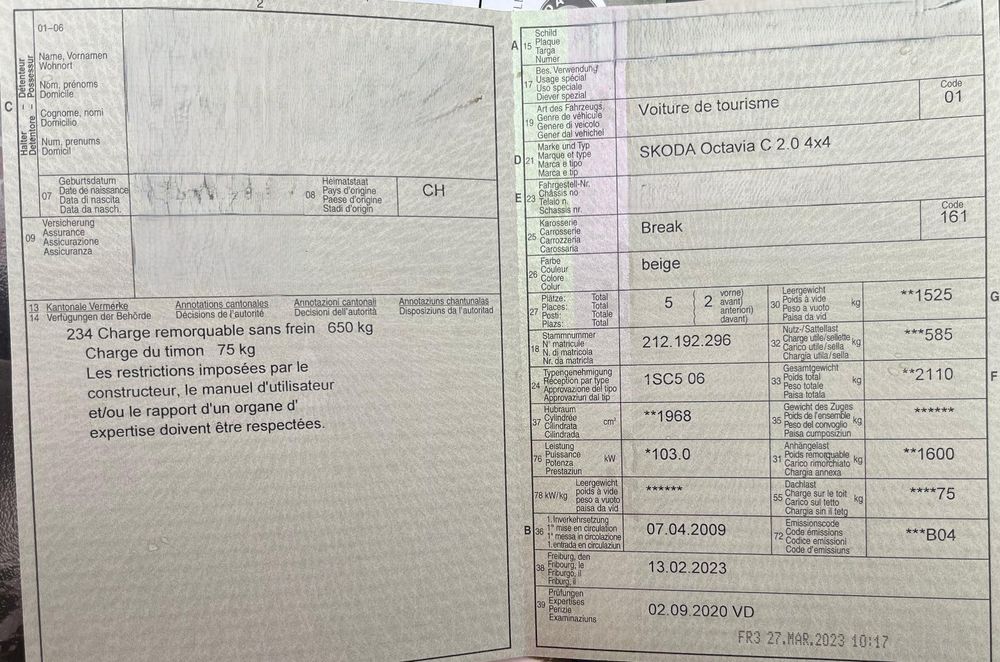 2
01–06
C
Halter – Détenteur
Detentore – Possessur
Name, Vornamen
Wohnort
Nom, prénoms
Domicile
Cognome, nomi
Domicilio
Num, prenums
Domicil
07
Geburtsdatum
Date de naissance
Data di nascita
Data da nasch.
08
Heimatstaat
Pays d'origine
Paese d'origine
Stadi d'origin
CH
09
Versicherung
Assurance
Assicurazione
Assicuranza
13 Kantonale Vermerke Annotations cantonales Annotazioni cantonali Annotaziuns chantunalas
14 Verfügungen der Behörde Décisions de l'autorité Decisioni dell'autorità Disposiziuns da l'autoritad
234 Charge remorquable sans frein 650 kg
Charge du timon 75 kg
Les restrictions imposées par le
constructeur, le manuel d'utilisateur
et/ou le rapport d'un organe d'
expertise doivent être respectées.
A 15
Schild
Plaque
Targa
Numer
17
Bes. Verwendung
Usage spécial
Uso speciale
Diever spezial
19
Art des Fahrzeugs
Genre de véhicule
Genere di veicolo
Gener dal vehichel
Voiture de tourisme
Code
01
D 21
Marke und Typ
Marque et type
Marca e tipo
Marca e tip
SKODA Octavia C 2.0 4x4
E 23
Fahrgestell-Nr.
Châssis no
Telaio n.
Schassis nr.
25
Karosserie
Carrosserie
Carrozzeria
Carossaria
Break
Code
161
26
Farbe
Couleur
Colore
Colur
beige
27
Plätze: Total
Places: Total
Posti: Totale
Plazs: Total
5 { 2
vorne)
avant)
anteriori)
davant)
30
Leergewicht
Poids à vide
Peso a vuoto
Paisa da vid
kg
**1525
G
18
Stammnummer
N° matricule
N. di matricola
Nr. da matricla
212.192.296
32
Nutz-/Sattellast
Charge utile/sellette
Carico utile/sella
Chargia utila/sella
kg
***585
24
Typengenehmigung
Réception par type
Approvazione del tipo
Approvaziun dal tip
1SC5 06
33
Gesamtgewicht
Poids total
Peso totale
Paisa totala
kg
**2110
F
37
Hubraum
Cylindrée
Cilindrata
Cilindrada
cm³
**1968
35
Gewicht des Zuges
Poids de l'ensemble
Peso del convoglio
Paisa cumposiziun
kg
******
76
Leistung
Puissance
Potenza
Prestaziun
kW
*103.0
31
Anhängelast
Poids remorquable
Carico rimorchiato
Chargia annexa
kg
**1600
78 kW/kg
Leergewicht
poids à vide
peso a vuoto
paisa da vid
******
55
Dachlast
Charge sur le toit
Carico sul tetto
Chargia sin il tetg
kg
****75
B 36
1. Inverkehrsetzung
1re mise en circulation
1a messa in circolazione
1. entrada en circulaziun
07.04.2009
72
Emissionscode
Code émissions
Codice emissioni
Code d'emissiuns
***B04
38
Freiburg, den
Fribourg, le
Friburgo, il
Friburg, il
13.02.2023
39
Prüfungen
Expertises
Perizie
Examinaziuns
02.09.2020 VD
FR3 27.MAR.2023 10:17